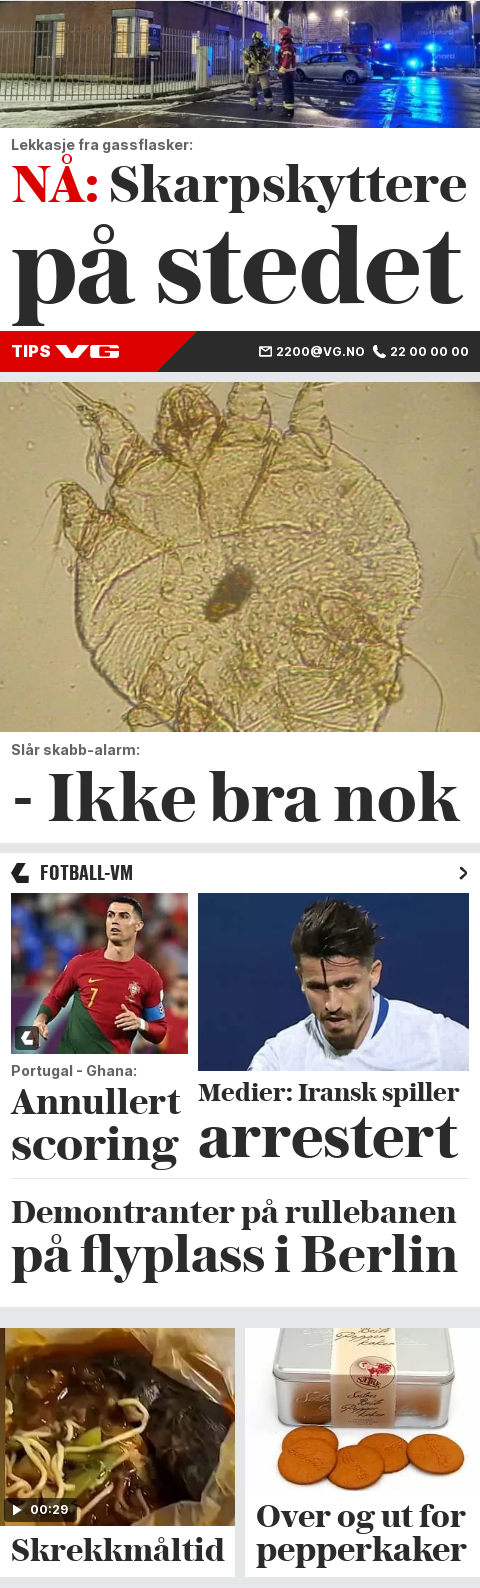 Lekkasje fra gassflasker:
NÅ: Skarpskyttere
på stedet
TIPS VG
2200@VG.NO 22 00 00 00
Slår skabb-alarm:
- Ikke bra nok
FOTBALL-VM
7
Portugal - Ghana:
Annullert
scoring
Medier: Iransk spiller
arrestert
Demontranter på rullebanen
på flyplass i Berlin
00:29
Skrekkmåltid
Over og ut for
pepperkaker